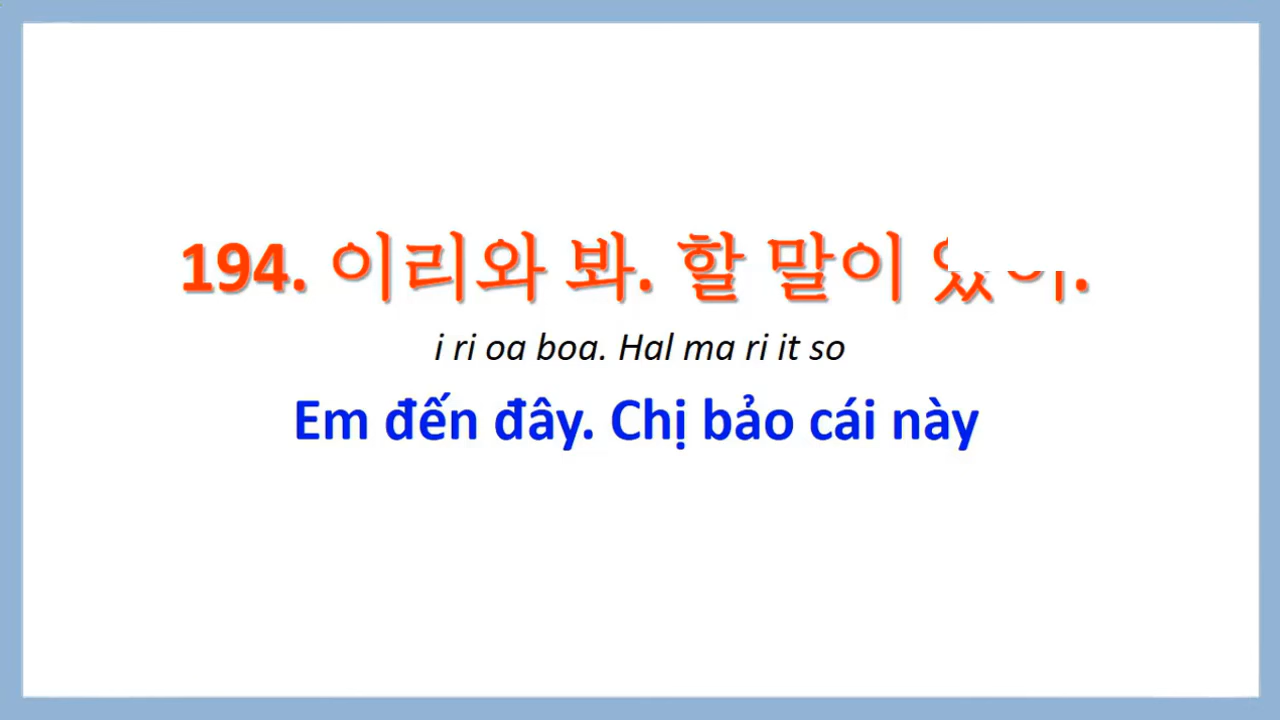 194. 이리와 봐. 할 말이
i ri oa boa. Hal ma ri it so
Em đến đây. Chị bảo cái này